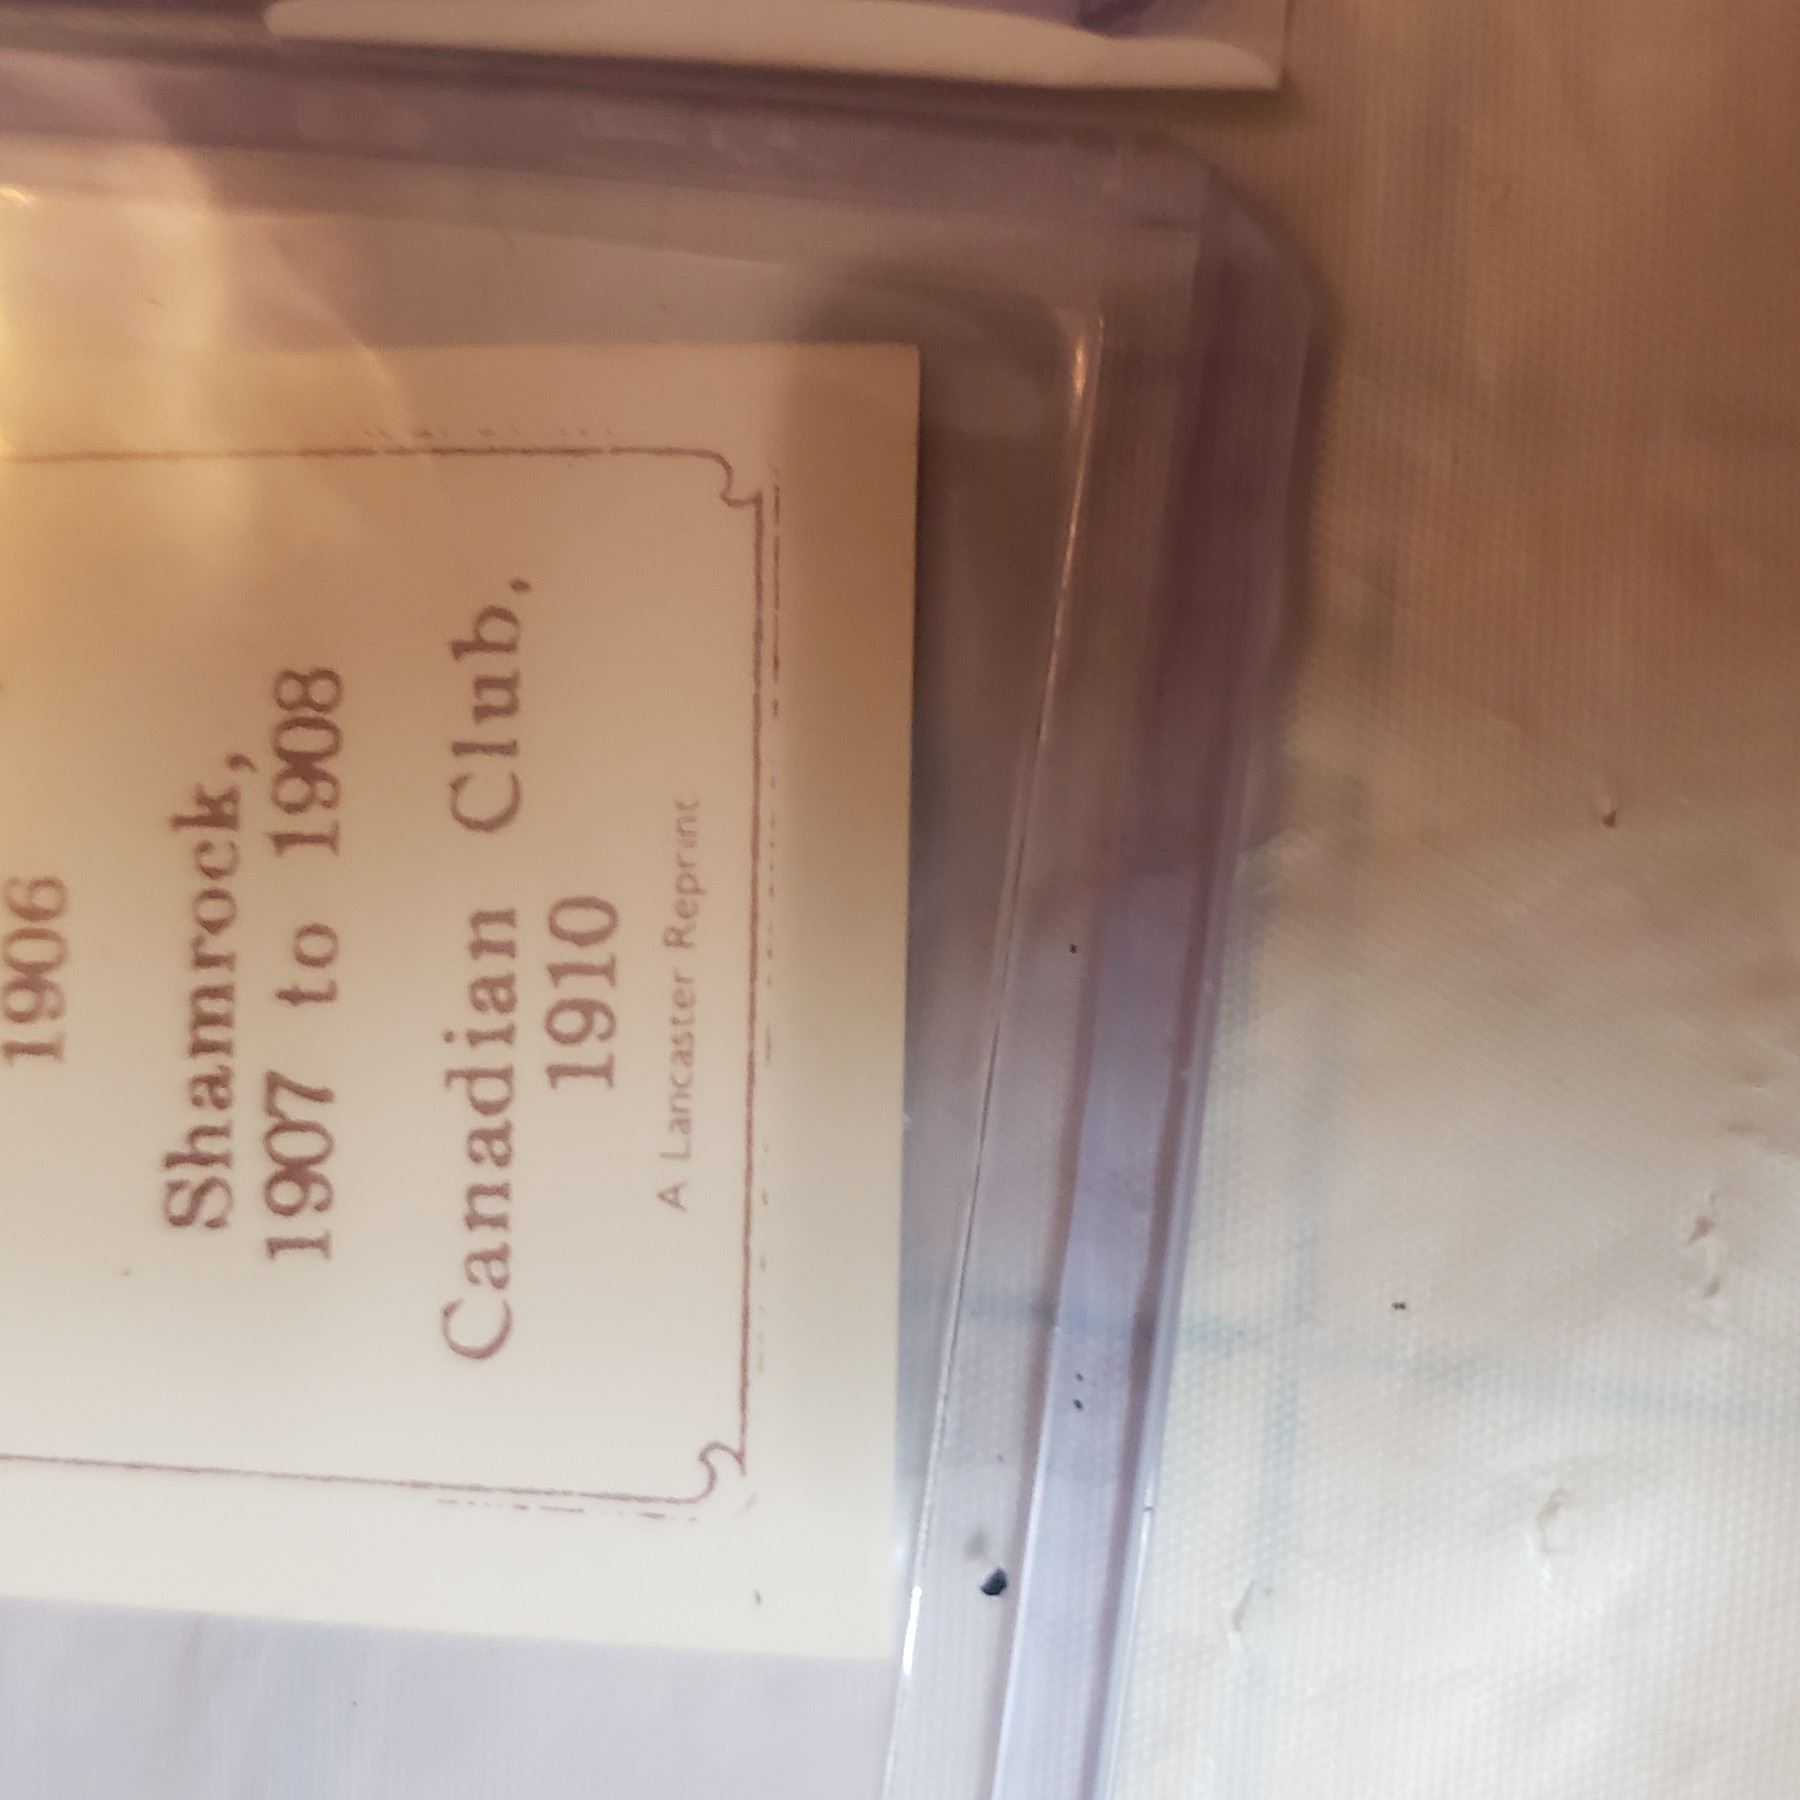 1906
Shamrock,
1907 to 1908
Canadian Club,
1910
A Lancaster Reprint